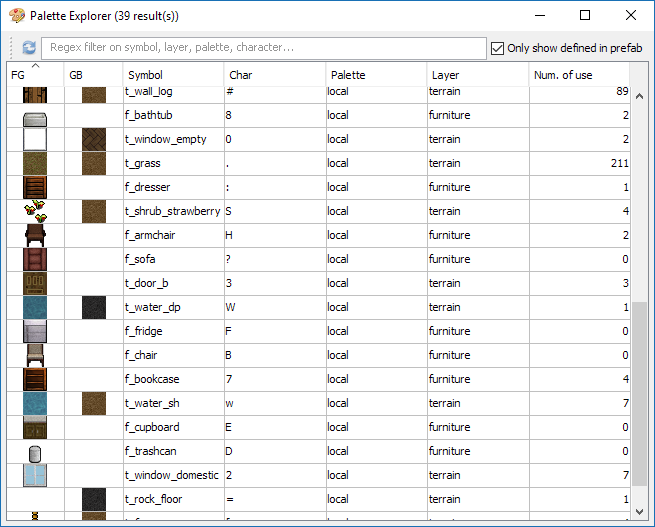 Palette Explorer (39 result(s))
Regex filter on symbol, layer, palette, character...
Only show defined in prefab
FG GB Symbol Char Palette Layer Num. of use
t_wall_log # local terrain 89
f_bathtub 8 local furniture 2
t_window_empty 0 local terrain 2
t_grass . local terrain 211
f_dresser : local furniture 1
t_shrub_strawberry S local terrain 4
f_armchair H local furniture 2
f_sofa ? local furniture 0
t_door_b 3 local terrain 3
t_water_dp W local terrain 1
f_fridge F local furniture 0
f_chair B local furniture 0
f_bookcase 7 local furniture 4
t_water_sh w local terrain 7
f_cupboard E local furniture 0
f_trashcan D local furniture 0
t_window_domestic 2 local terrain 7
t_rock_floor = local terrain 1